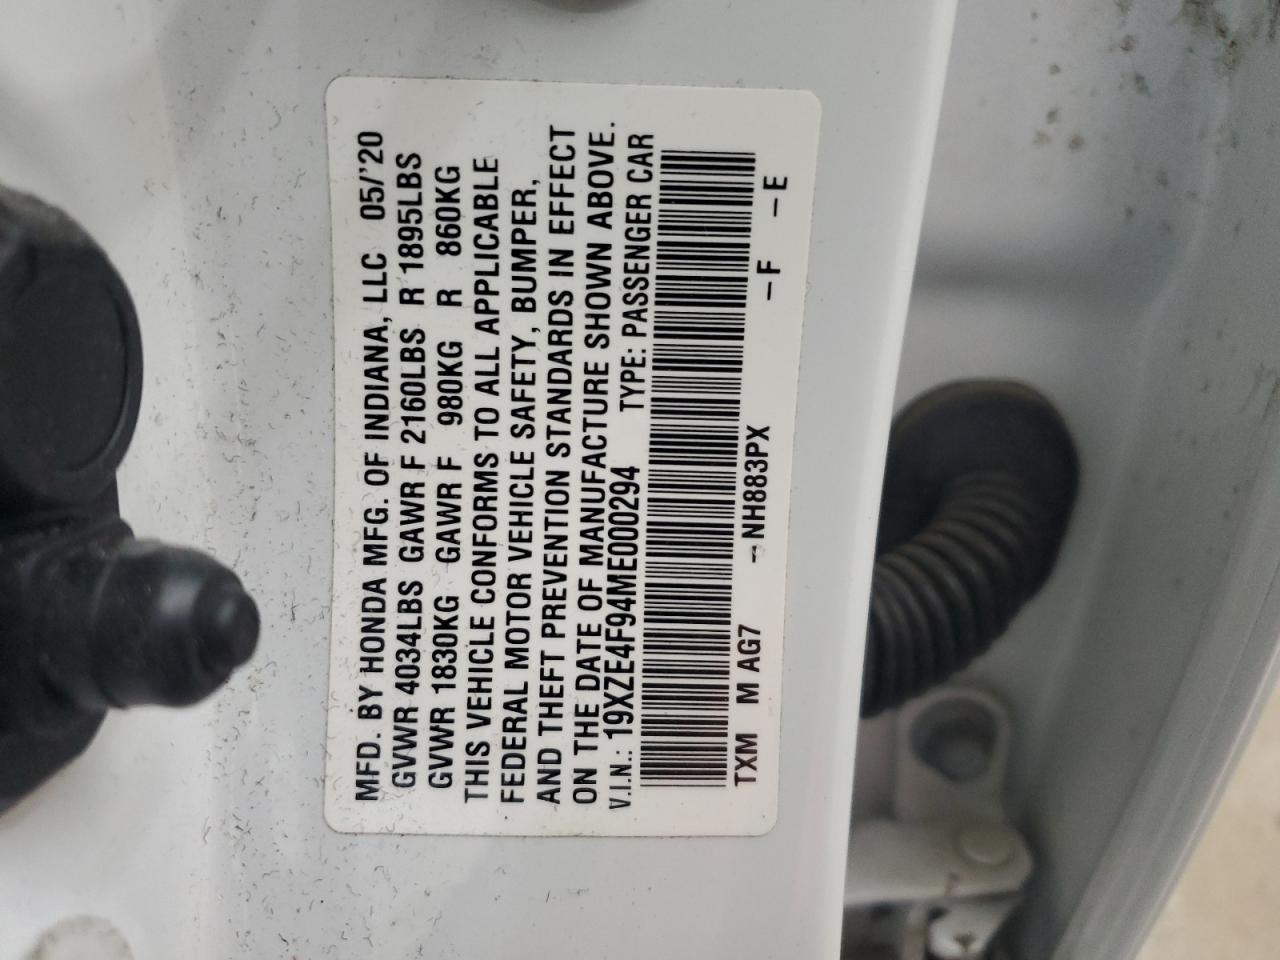 MFD. BY HONDA MFG. OF INDIANA, LLC 05/'20
GVWR 4034LBS GAWR F 2160LBS R 1895LBS
GVWR 1830KG GAWR F 980KG R 860KG
THIS VEHICLE CONFORMS TO ALL APPLICABLE
FEDERAL MOTOR VEHICLE SAFETY, BUMPER,
AND THEFT PREVENTION STANDARDS IN EFFECT
ON THE DATE OF MANUFACTURE SHOWN ABOVE.
V.I.N.: 19XZE4F94ME000294 TYPE: PASSENGER CAR
TXM M AG7 -NH883PX -F -E